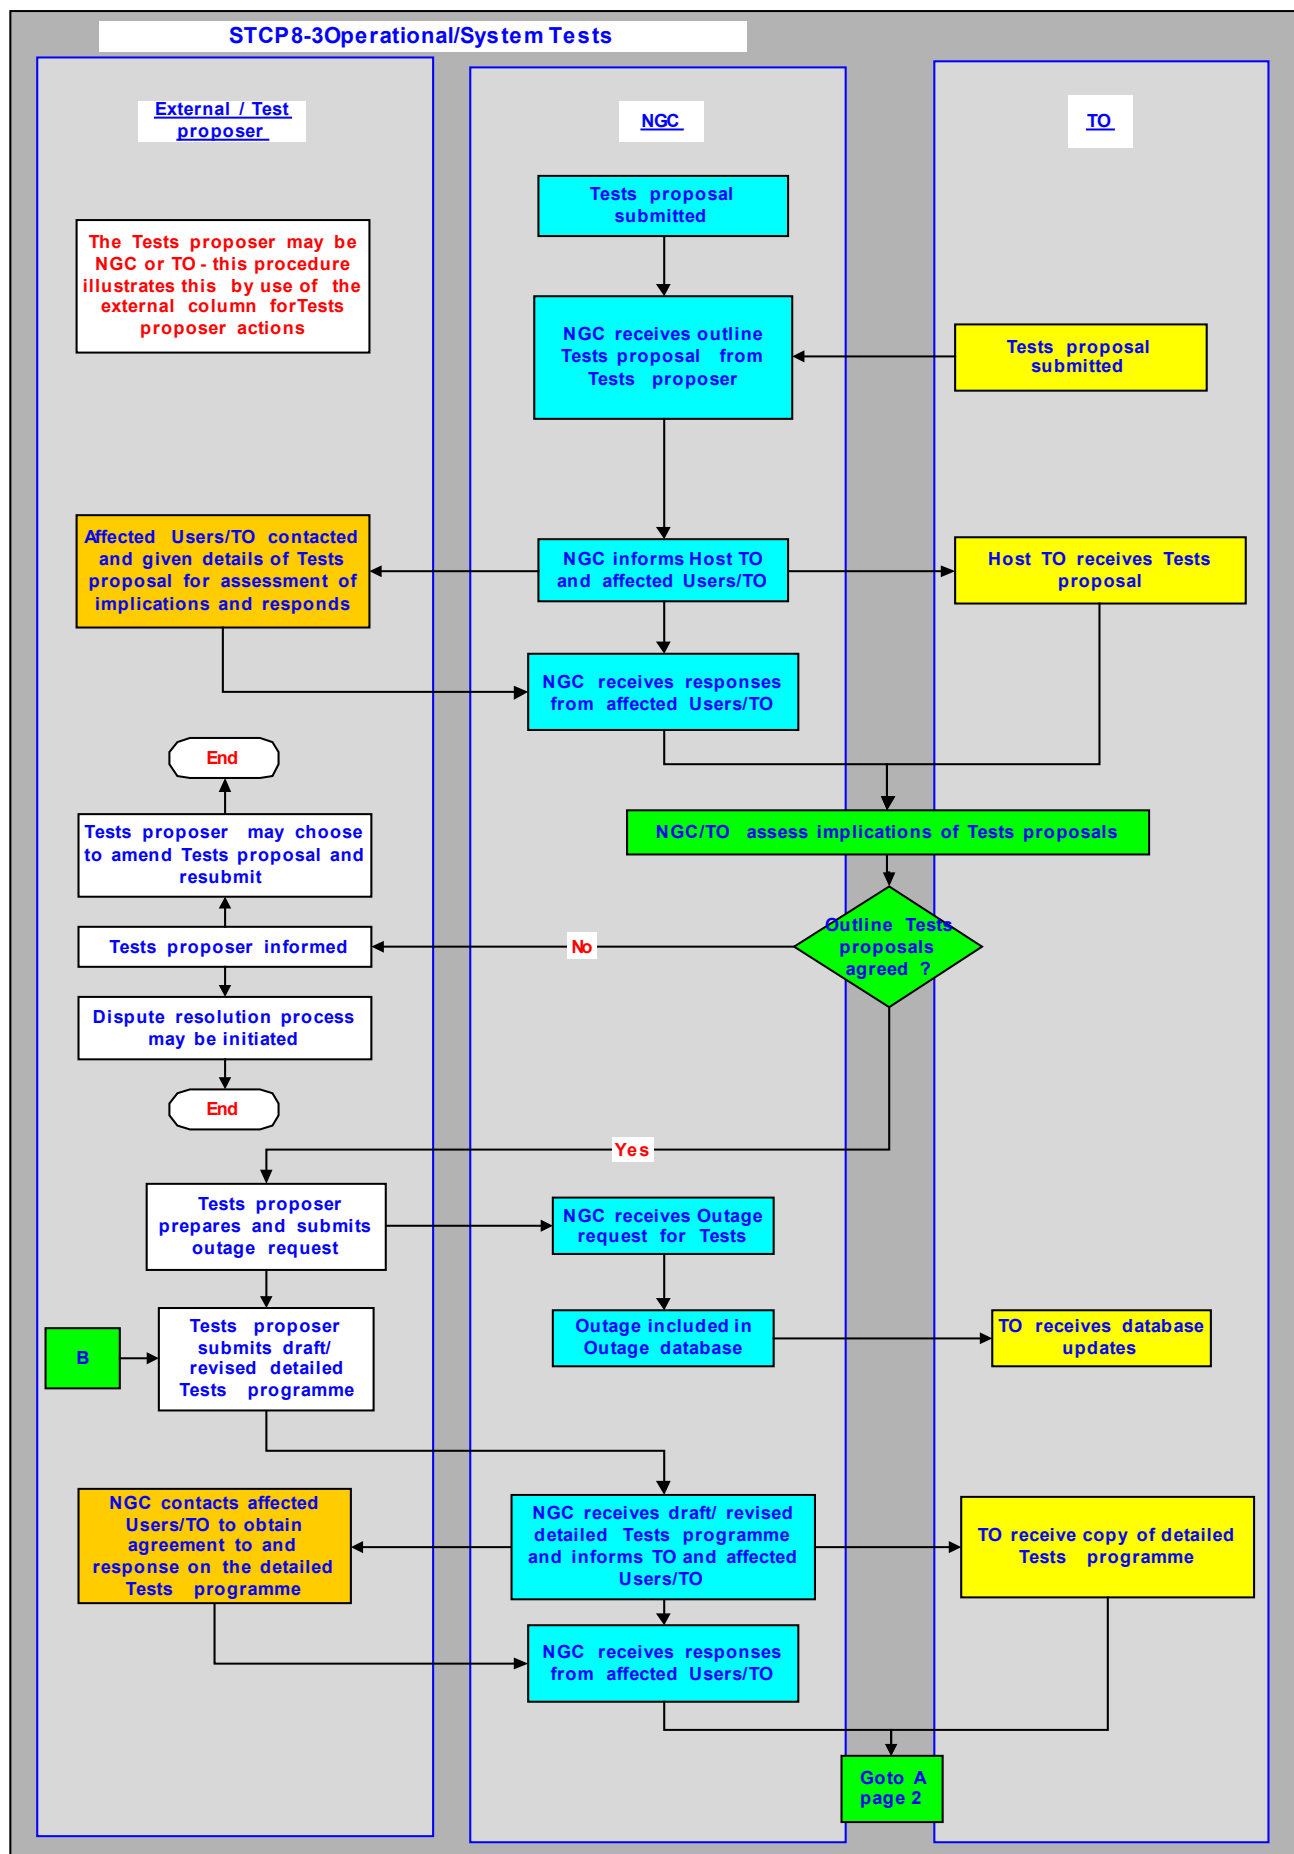 STCP8-3Operational/System Tests
External / Test
proposer
NGC
TO
Tests proposal
submitted
The Tests proposer may be
NGC or TO - this procedure
illustrates this by use of the
external column forTests
proposer actions
NGC receives outline
Tests proposal from
Tests proposer
Tests proposal
submitted
Affected Users/TO contacted
and given details of Tests
proposal for assessment of
implications and responds
NGC informs Host TO
and affected Users/TO
Host TO receives Tests
proposal
NGC receives responses
from affected Users/TO
End
Tests proposer may choose
to amend Tests proposal and
resubmit
NGC/TO assess implications of Tests proposals
Tests proposer informed
No
Outline Tests
proposals
agreed ?
Dispute resolution process
may be initiated
End
Yes
Tests proposer
prepares and submits
outage request
NGC receives Outage
request for Tests
B
Tests proposer
submits draft/
revised detailed
Tests programme
Outage included in
Outage database
TO receives database
updates
NGC contacts affected
Users/TO to obtain
agreement to and
response on the detailed
Tests programme
NGC receives draft/ revised
detailed Tests programme
and informs TO and affected
Users/TO
TO receive copy of detailed
Tests programme
NGC receives responses
from affected Users/TO
Goto A
page 2